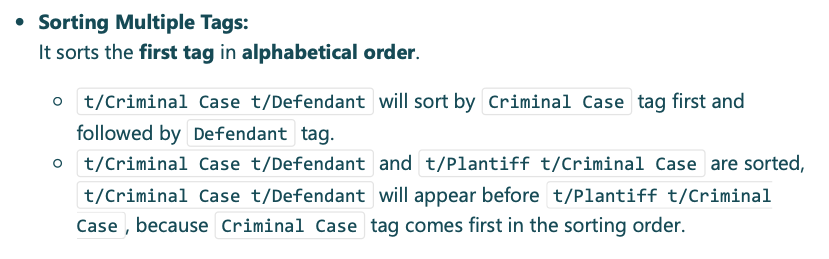 • Sorting Multiple Tags:
It sorts the first tag in alphabetical order.
○ t/Criminal Case t/Defendant will sort by Criminal Case tag first and
followed by Defendant tag.
○ t/Criminal Case t/Defendant and t/Plantiff t/Criminal Case are sorted,
t/Criminal Case t/Defendant will appear before t/Plantiff t/Criminal
Case, because Criminal Case tag comes first in the sorting order.